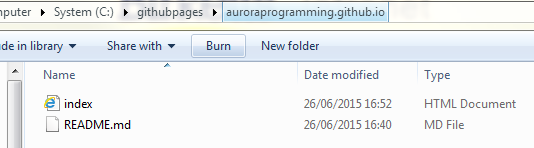 mputer ▸ System (C:) ▸ githubpages ▸ auroraprogramming.github.io
de in library ▾ Share with ▾ Burn New folder
Name Date modified Type
index 26/06/2015 16:52 HTML Document
README.md 26/06/2015 16:40 MD File